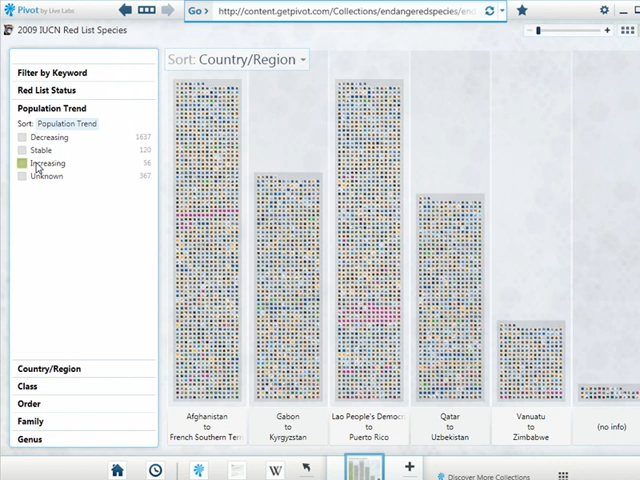 Pivot by Live Labs
Go > http://content.getpivot.com/Collections/endangeredspecies/end
2009 IUCN Red List Species
Sort: Country/Region
Filter by Keyword
Red List Status
Population Trend
Sort: Population Trend
Decreasing 1637
Stable 120
Increasing 56
Unknown 367
Country/Region
Class
Order
Family
Genus
Afghanistan
to
French Southern Terr
Gabon
to
Kyrgyzstan
Lao People's Democ
to
Puerto Rico
Qatar
to
Uzbekistan
Vanuatu
to
Zimbabwe
(no info)
W
Discover More Collections